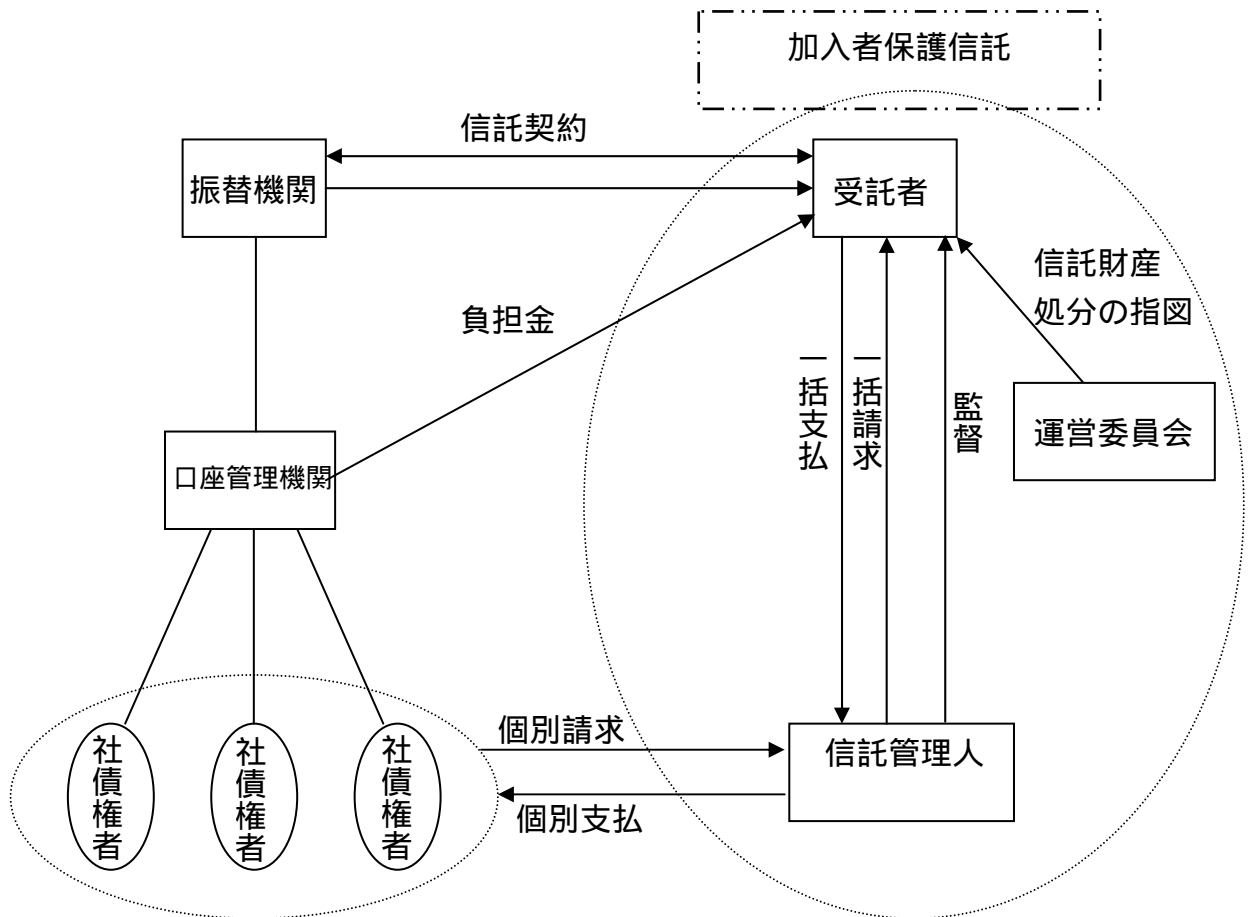 加入者保護信託
信託契約
振替機関
受託者
信託財産
処分の指図
負担金
一括支払
一括請求
監督
運営委員会
口座管理機関
社債権者
社債権者
社債権者
個別請求
信託管理人
個別支払